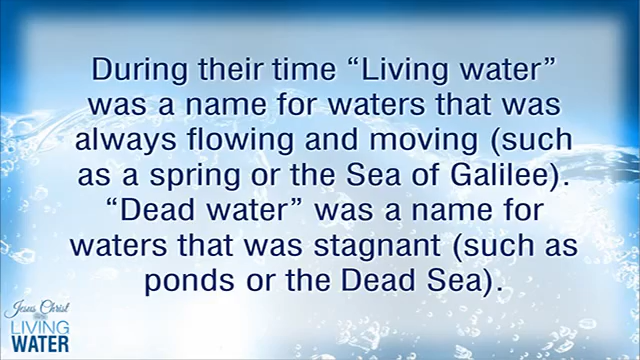 During their time “Living water”
was a name for waters that was
always flowing and moving (such
as a spring or the Sea of Galilee).
“Dead water” was a name for
waters that was stagnant (such as
ponds or the Dead Sea).
Jesus Christ
LIVING
WATER